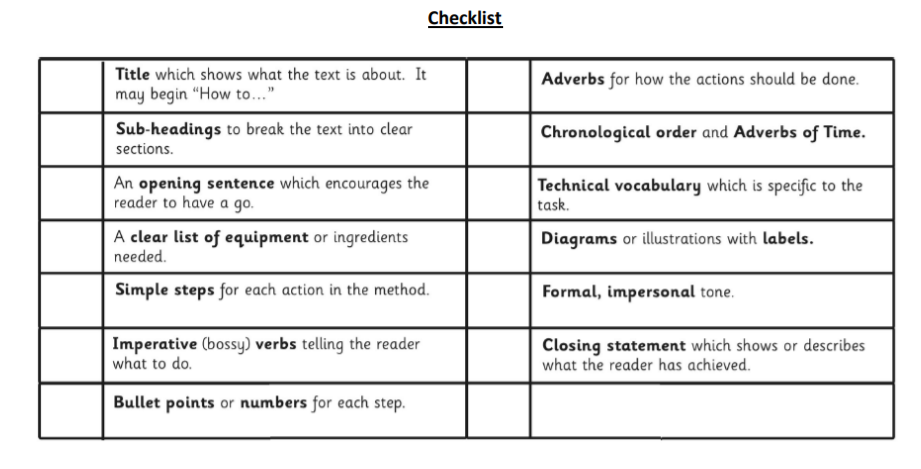 Checklist
Title which shows what the text is about. It
may begin “How to...”
Adverbs for how the actions should be done.
Sub-headings to break the text into clear
sections.
Chronological order and Adverbs of Time.
An opening sentence which encourages the
reader to have a go.
Technical vocabulary which is specific to the
task.
A clear list of equipment or ingredients
needed.
Diagrams or illustrations with labels.
Simple steps for each action in the method.
Formal, impersonal tone.
Imperative (bossy) verbs telling the reader
what to do.
Closing statement which shows or describes
what the reader has achieved.
Bullet points or numbers for each step.